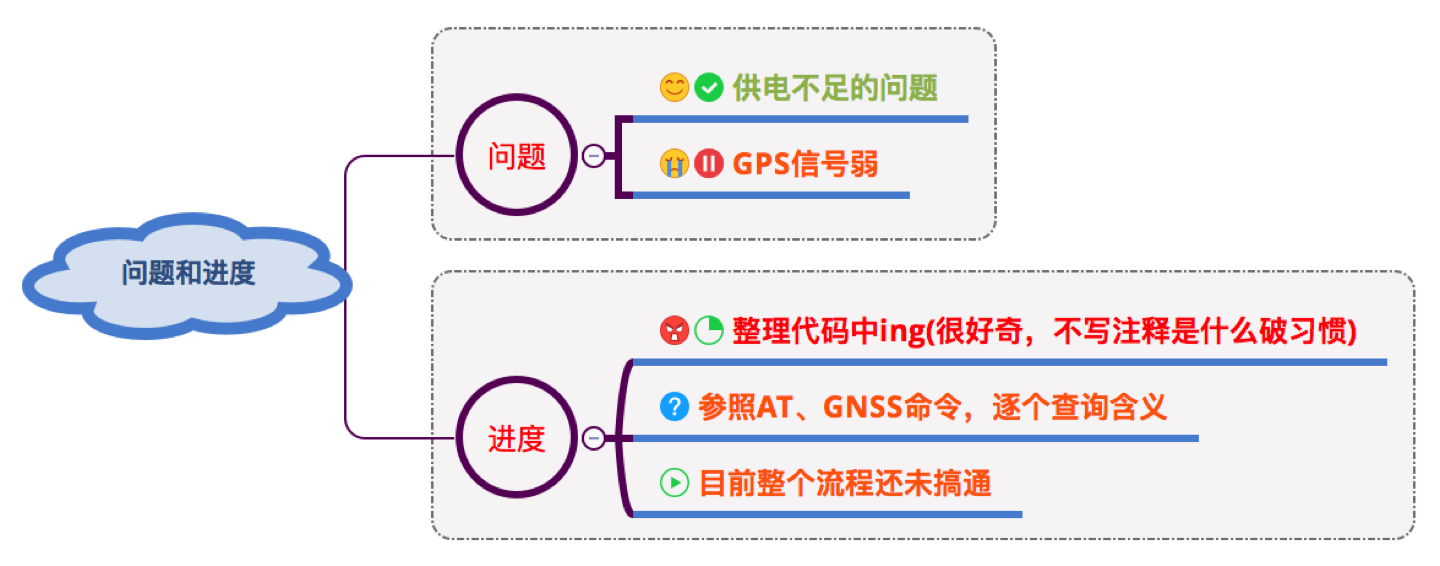 问题和进度
问题
供电不足的问题
GPS信号弱
进度
整理代码中ing(很好奇，不写注释是什么破习惯)
参照AT、GNSS命令，逐个查询含义
目前整个流程还未搞通